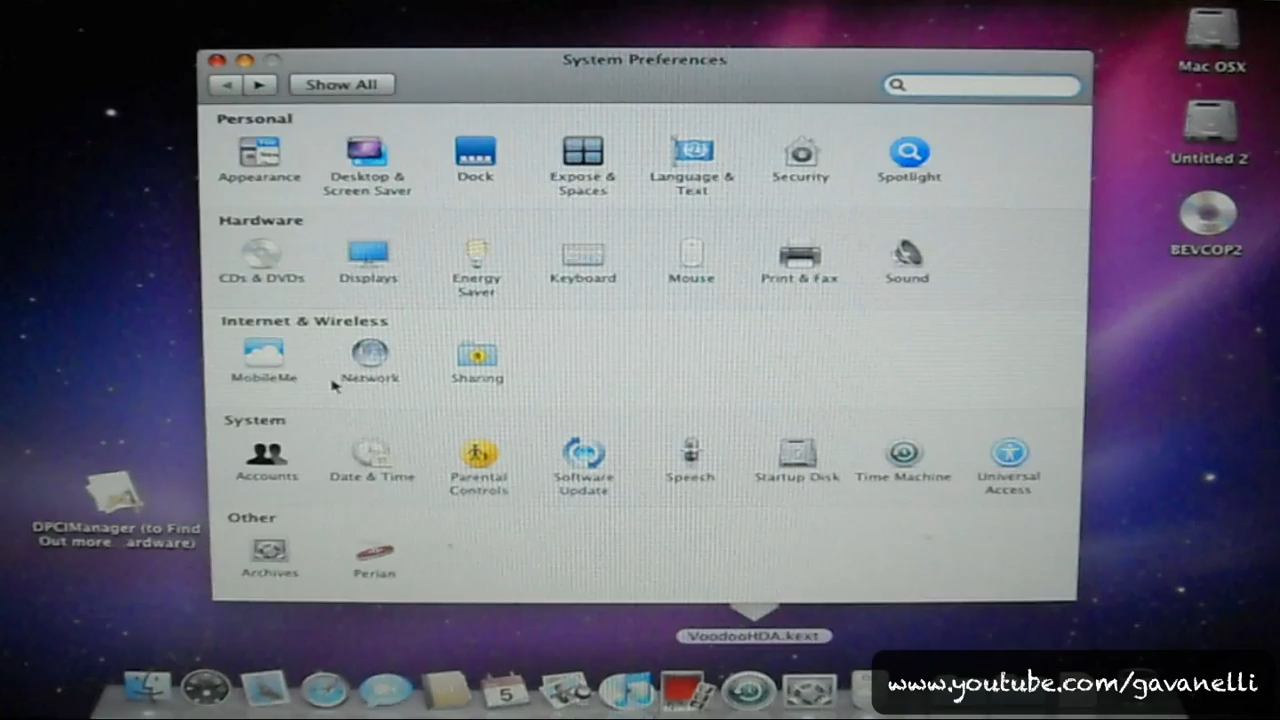 System Preferences
Show All
Mac OSX
Personal
Appearance
Desktop &
Screen Saver
Dock
Expose &
Spaces
Language &
Text
Security
Spotlight
Untitled 2
Hardware
CDs & DVDs
Displays
Energy
Saver
Keyboard
Mouse
Print & Fax
Sound
BEVCOP2
Internet & Wireless
MobileMe
Network
Sharing
System
Accounts
Date & Time
Parental
Controls
Software
Update
Speech
Startup Disk
Time Machine
Universal
Access
DPCIManager (to Find
Out more ...ardware)
Other
Archives
Perian
VoodooHDA.kext
5
www.youtube.com/gavanelli